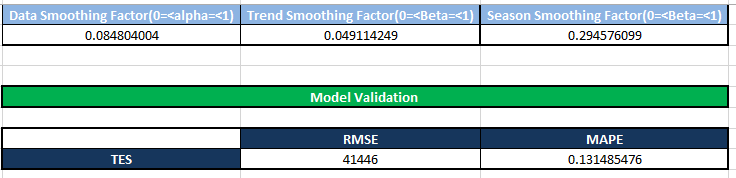 Data Smoothing Factor(0=<alpha=<1) Trend Smoothing Factor(0=<Beta=<1) Season Smoothing Factor(0=<Beta=<1)
0.084804004 0.049114249 0.294576099
Model Validation
RMSE MAPE
TES 41446 0.131485476